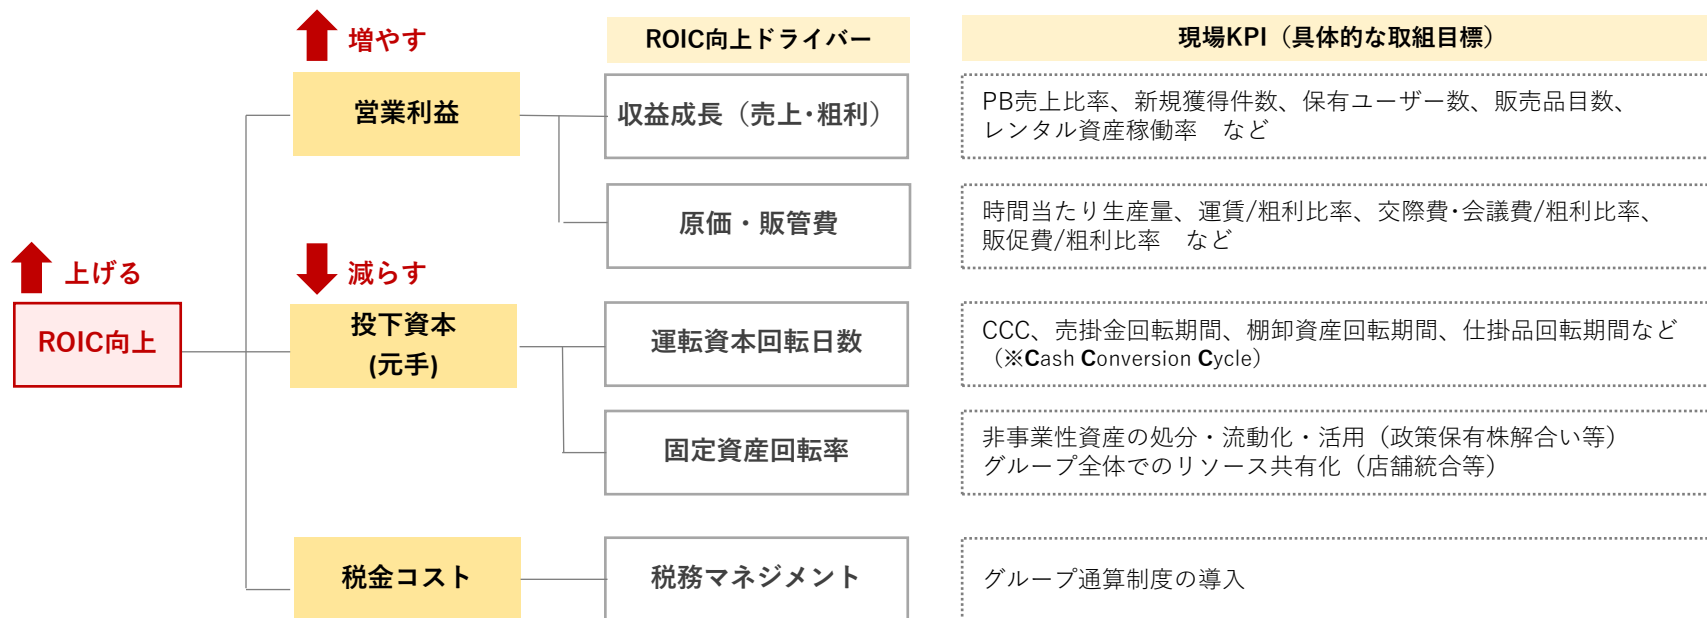 増やす
ROIC向上ドライバー
現場KPI（具体的な取組目標）
営業利益
収益成長（売上･粗利）
PB売上比率、新規獲得件数、保有ユーザー数、販売品目数、
レンタル資産稼働率　など
原価・販管費
時間当たり生産量、運賃/粗利比率、交際費･会議費/粗利比率、
販促費/粗利比率　など
上げる
減らす
ROIC向上
投下資本
(元手)
運転資本回転日数
CCC、売掛金回転期間、棚卸資産回転期間、仕掛品回転期間など
（※Cash Conversion Cycle）
固定資産回転率
非事業性資産の処分・流動化・活用（政策保有株解合い等）
グループ全体でのリソース共有化（店舗統合等）
税金コスト
税務マネジメント
グループ通算制度の導入